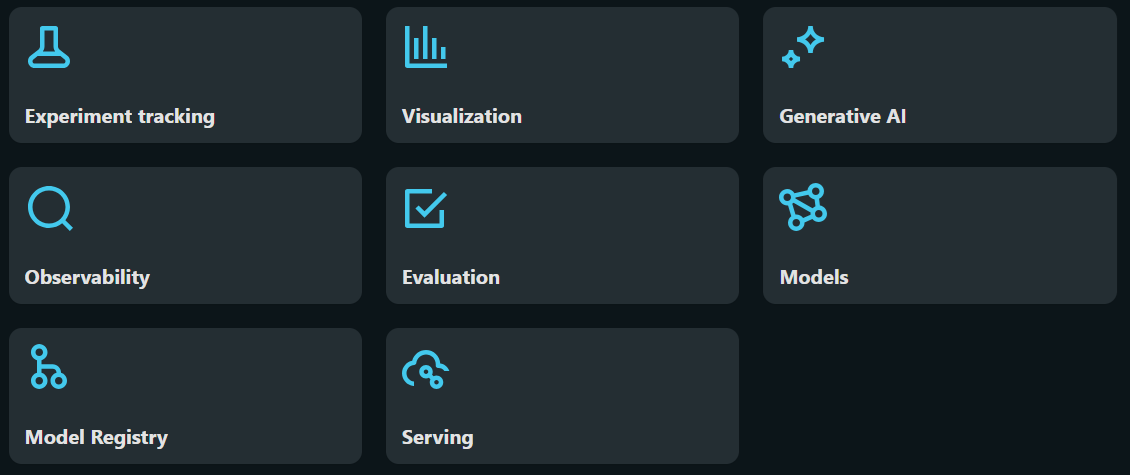 Experiment tracking
Visualization
Generative AI
Observability
Evaluation
Models
Model Registry
Serving